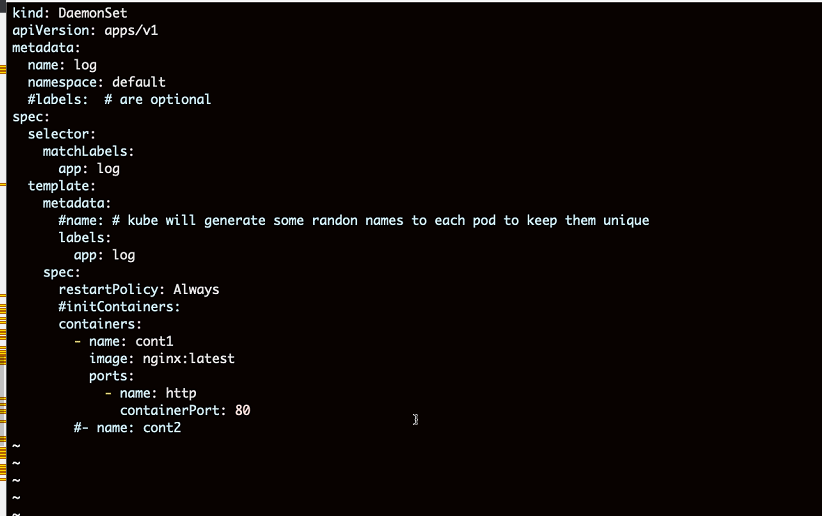 kind: DaemonSet
apiVersion: apps/v1
metadata:
  name: log
  namespace: default
  #labels:  # are optional
spec:
  selector:
    matchLabels:
      app: log
  template:
    metadata:
      #name: # kube will generate some randon names to each pod to keep them unique
      labels:
        app: log
    spec:
      restartPolicy: Always
      #initContainers:
      containers:
        - name: cont1
          image: nginx:latest
          ports:
            - name: http
              containerPort: 80
        #- name: cont2
~
~
~
~
~